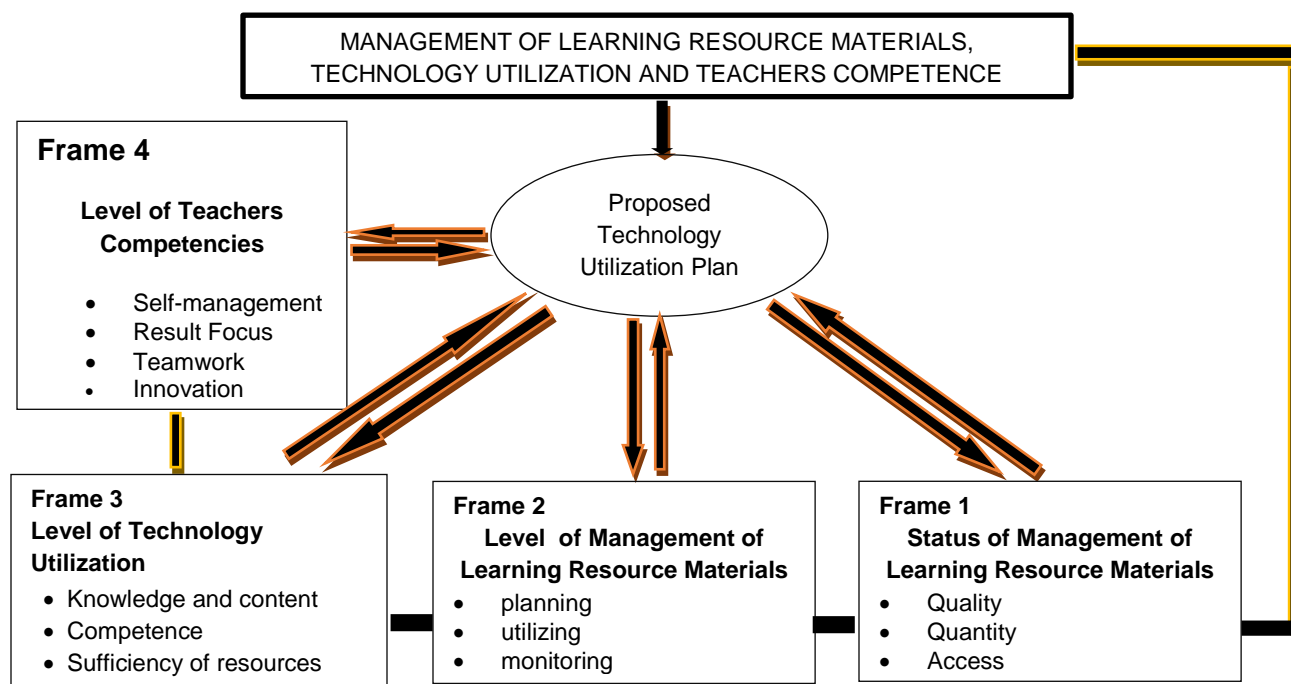 MANAGEMENT OF LEARNING RESOURCE MATERIALS,
TECHNOLOGY UTILIZATION AND TEACHERS COMPETENCE
Proposed
Technology
Utilization Plan
Frame 4
Level of Teachers
Competencies
• Self-management
• Result Focus
• Teamwork
• Innovation
Frame 3
Level of Technology
Utilization
• Knowledge and content
• Competence
• Sufficiency of resources
Frame 2
Level of Management of
Learning Resource Materials
• planning
• utilizing
• monitoring
Frame 1
Status of Management of
Learning Resource Materials
• Quality
• Quantity
• Access